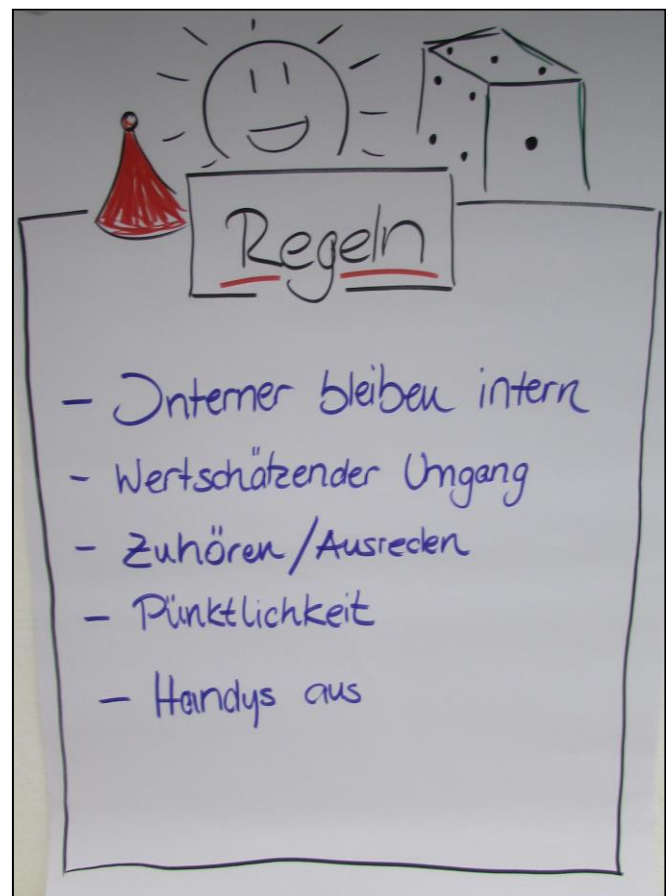 Regeln
- Interner bleiben intern
- Wertschätzender Umgang
- Zuhören/Ausreden
- Pünktlichkeit
- Handys aus